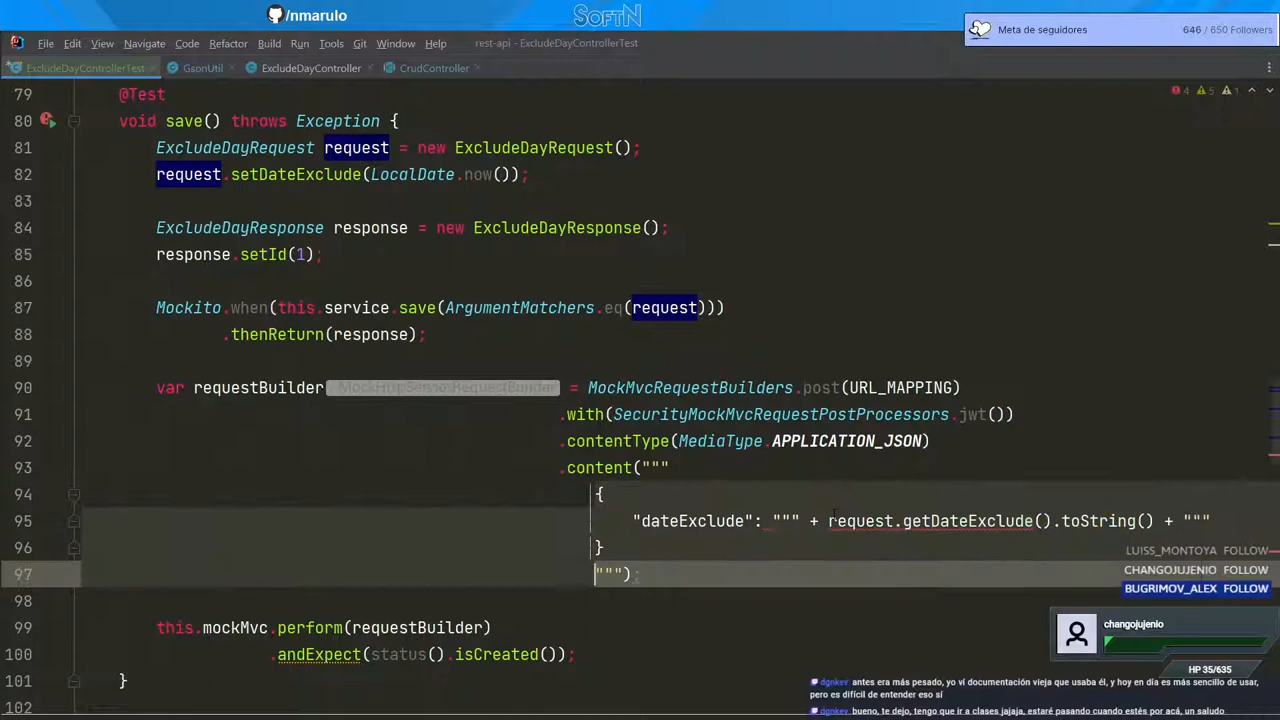 /nmarulo
SOFTN
Meta de seguidores
646 / 650 Followers
File Edit View Navigate Code Refactor Build Run Tools Git Window Help rest-api - ExcludeDayControllerTest
ExcludeDayControllerTest GsonUtil ExcludeDayController CrudController
4 5 1
79 @Test
80 void save() throws Exception {
81 ExcludeDayRequest request = new ExcludeDayRequest();
82 request.setDateExclude(LocalDate.now());
83
84 ExcludeDayResponse response = new ExcludeDayResponse();
85 response.setId(1);
86
87 Mockito.when(this.service.save(ArgumentMatchers.eq(request)))
88 .thenReturn(response);
89
90 var requestBuilder MockHttpServletRequestBuilder = MockMvcRequestBuilders.post(URL_MAPPING)
91 .with(SecurityMockMvcRequestPostProcessors.jwt())
92 .contentType(MediaType.APPLICATION_JSON)
93 .content("""
94 {
95 "dateExclude": """ + request.getDateExclude().toString() + """
96 }
97 """);
98
99 this.mockMvc.perform(requestBuilder)
100 .andExpect(status().isCreated());
101 }
102
LUISS_MONTOYA FOLLOW
CHANGOJUJENIO FOLLOW
BUGRIMOV_ALEX FOLLOW
changojujenio
HP 35/635
dgnkev: antes era más pesado, yo ví documentación vieja que usaba él, y hoy en día es más sencillo de usar,
pero es difícil de entender eso sí
dgnkev: bueno, te dejo, tengo que ir a clases jajaja, estaré pasando cuando estés por acá, un saludo